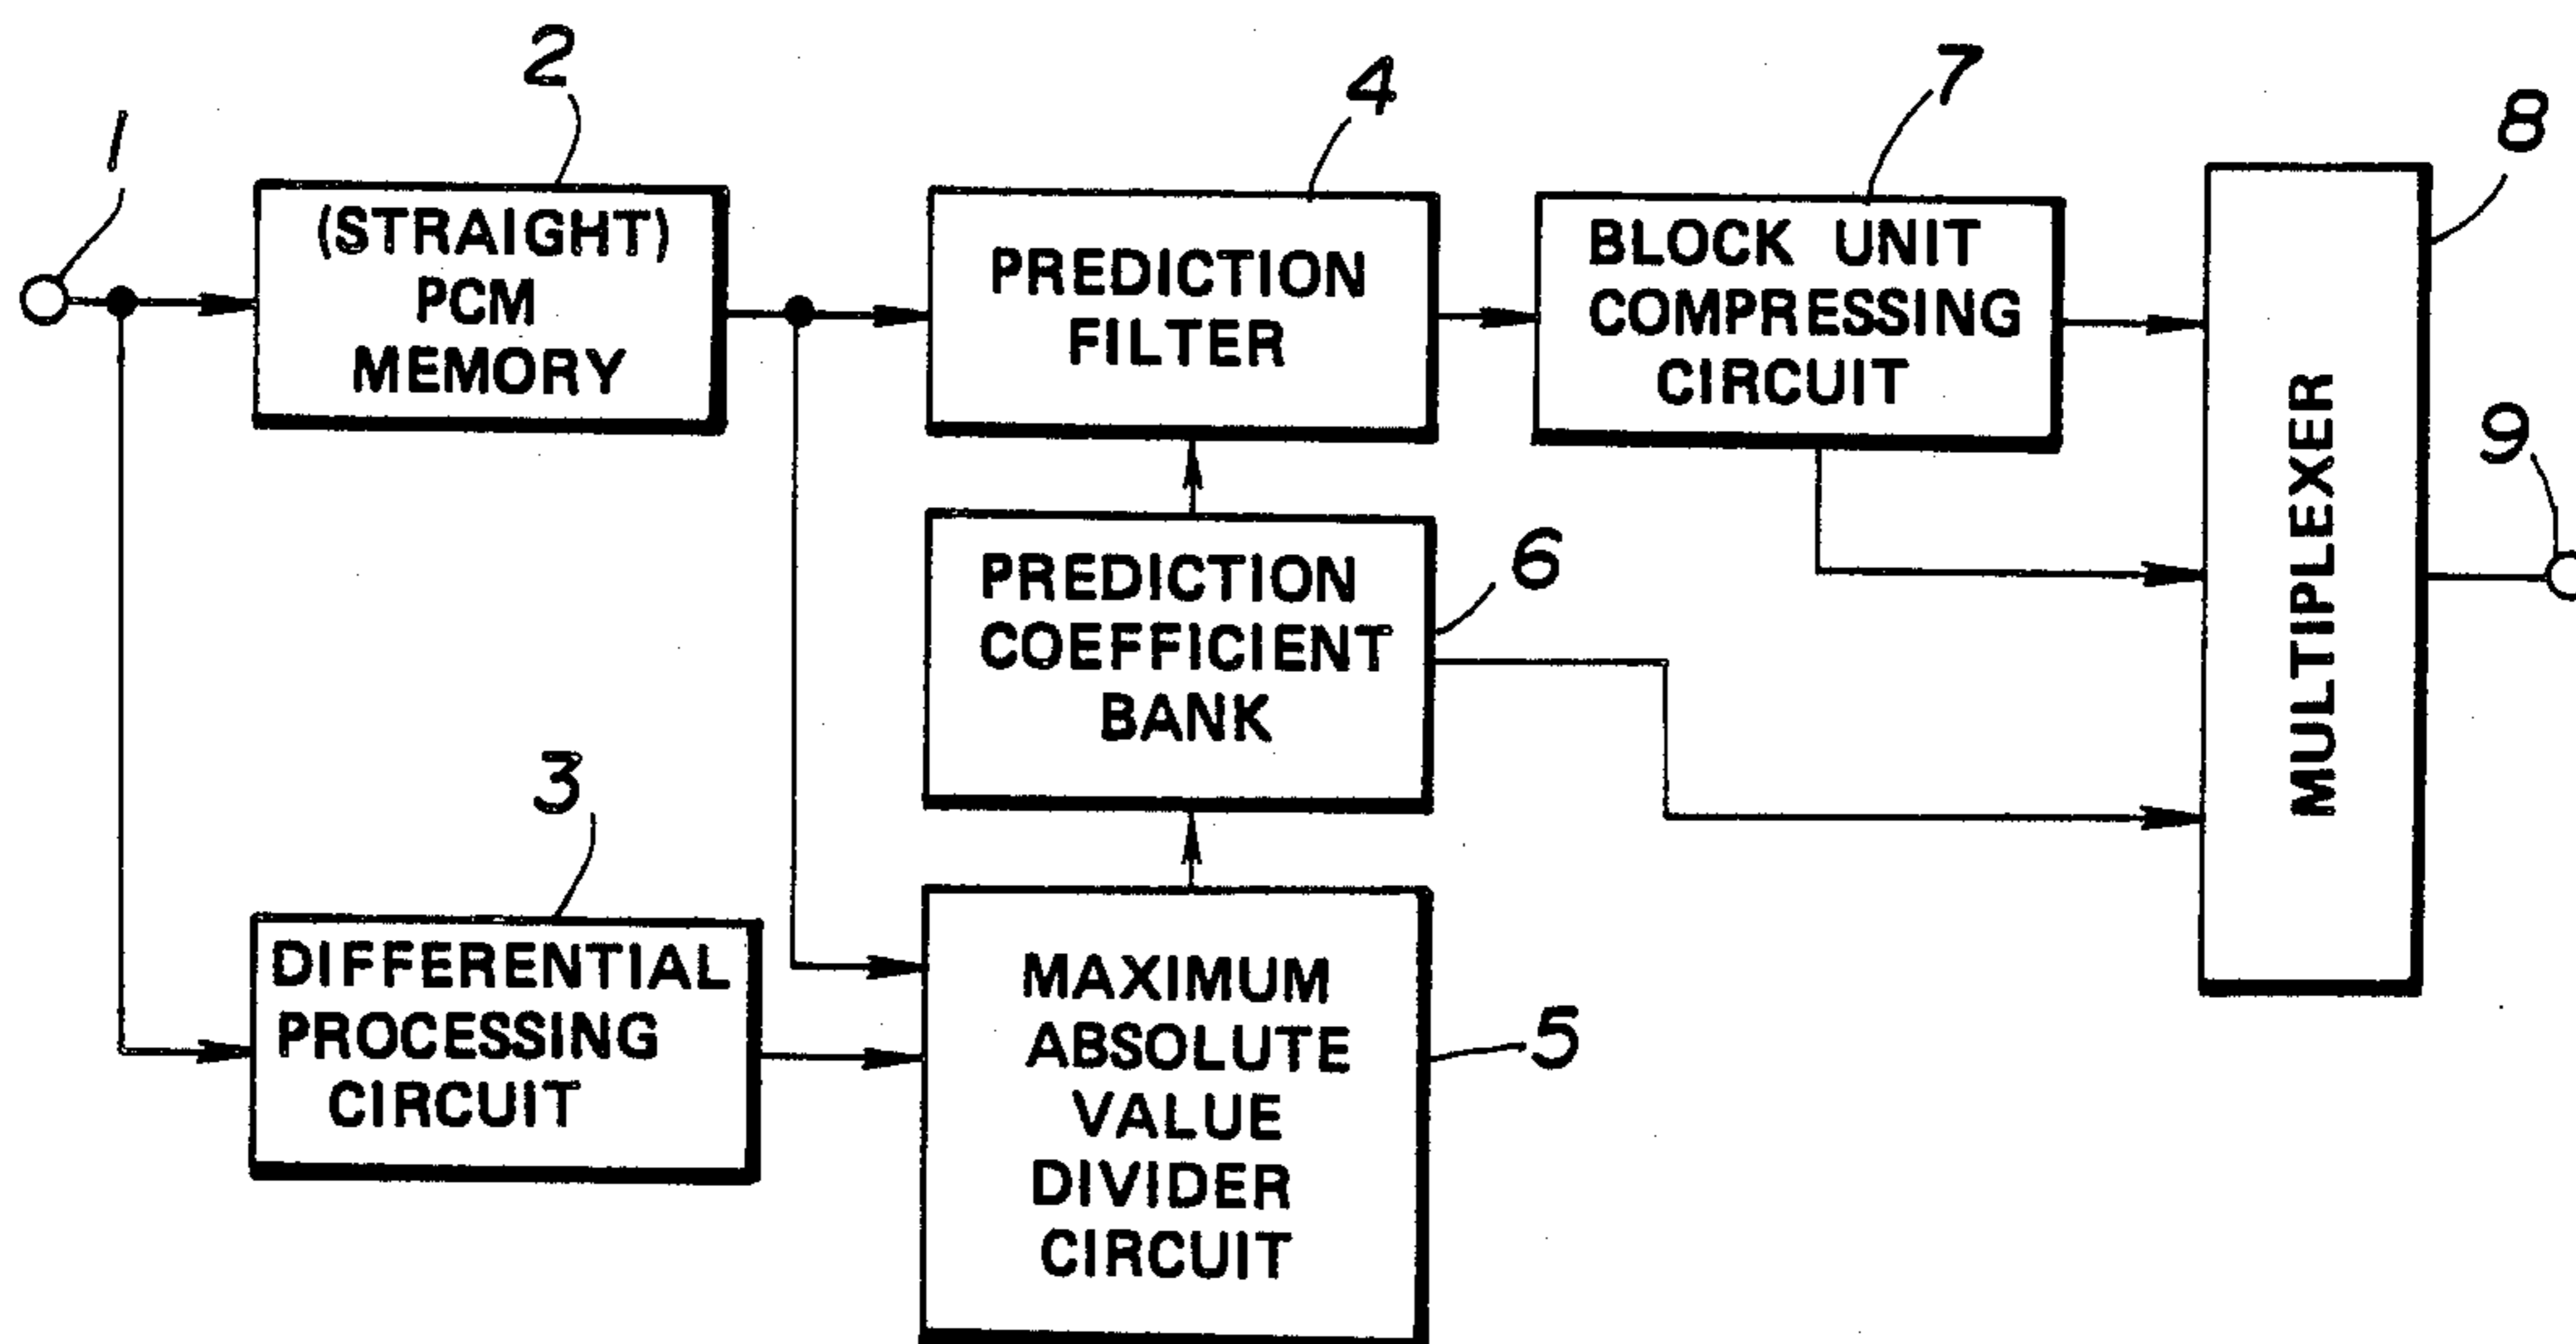 1
2
(STRAIGHT)
PCM
MEMORY
4
PREDICTION
FILTER
7
BLOCK UNIT
COMPRESSING
CIRCUIT
8
MULTIPLEXER
9
6
PREDICTION
COEFFICIENT
BANK
3
DIFFERENTIAL
PROCESSING
CIRCUIT
5
MAXIMUM
ABSOLUTE
VALUE
DIVIDER
CIRCUIT